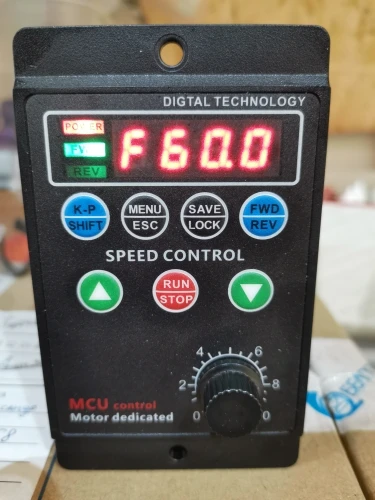 DIGTAL TECHNOLOGY
POWER
FWD
REV
F60.0
K-P
SHIFT
MENU
ESC
SAVE
LOCK
FWD
REV
SPEED CONTROL
RUN
STOP
4 6
2 8
0 0
MCU control
Motor dedicated